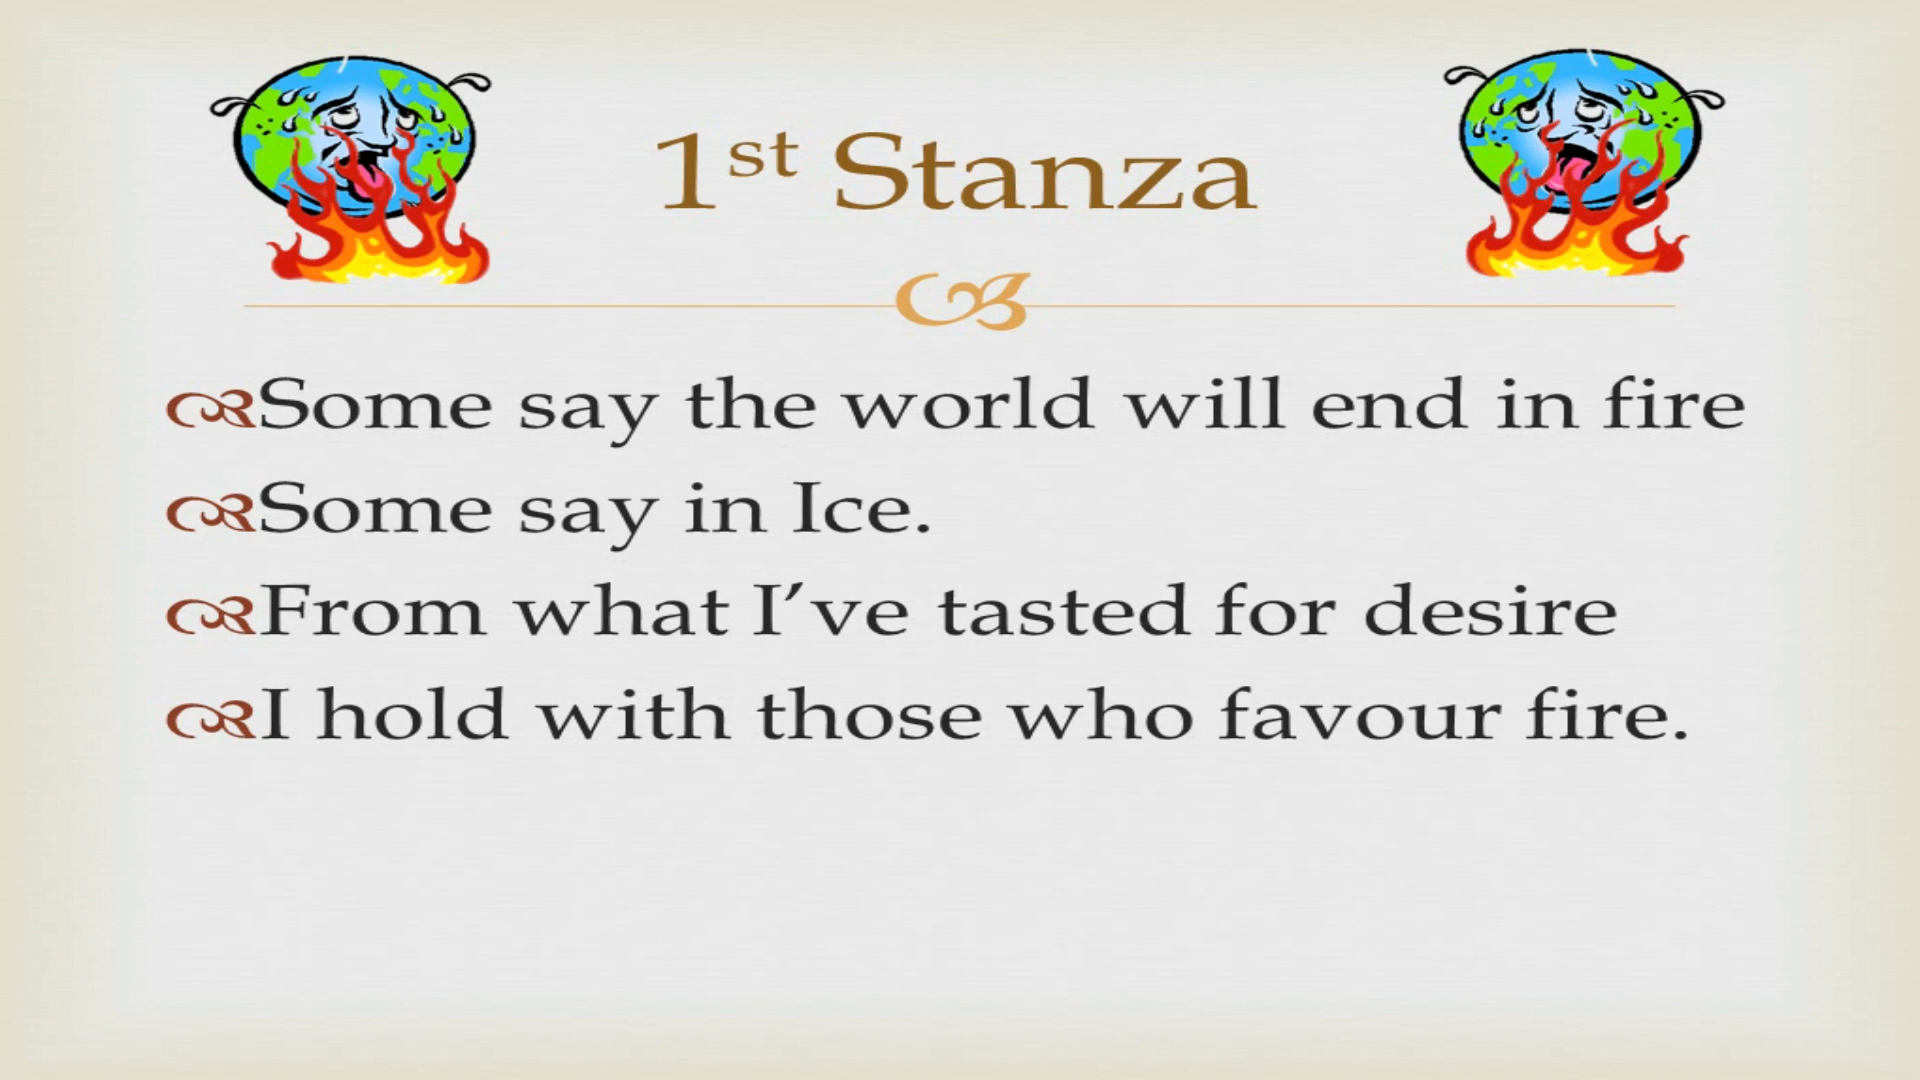 1st Stanza
Some say the world will end in fire
Some say in Ice.
From what I’ve tasted for desire
I hold with those who favour fire.